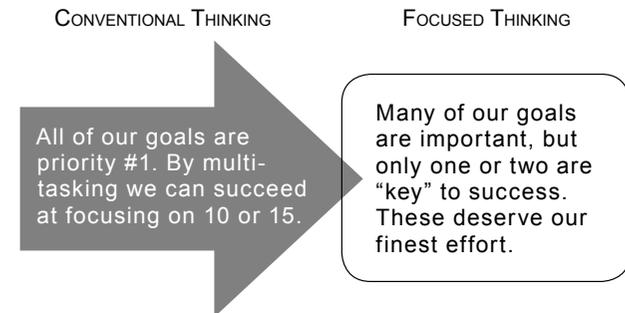 CONVENTIONAL THINKING
FOCUSED THINKING
All of our goals are
priority #1. By multi-
tasking we can succeed
at focusing on 10 or 15.
Many of our goals
are important, but
only one or two are
“key” to success.
These deserve our
finest effort.